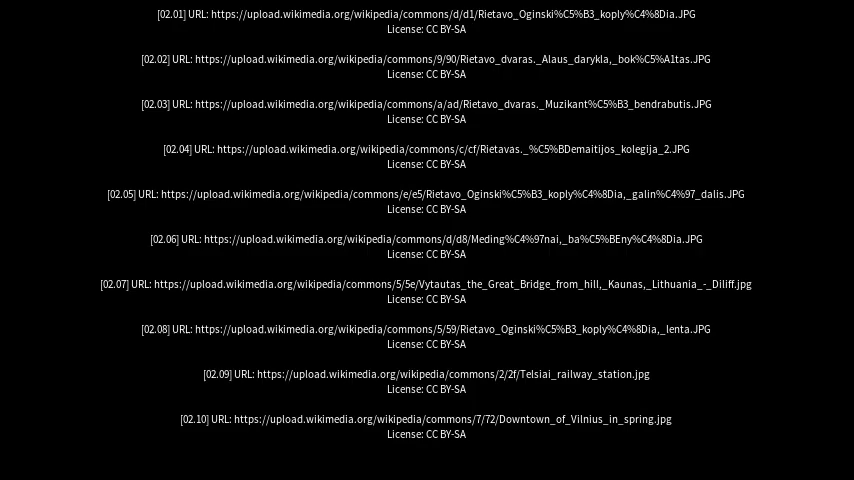 [02.01] URL: https://upload.wikimedia.org/wikipedia/commons/d/d1/Rietavo_Oginski%C5%B3_koply%C4%8Dia.JPG
License: CC BY-SA
[02.02] URL: https://upload.wikimedia.org/wikipedia/commons/9/90/Rietavo_dvaras._Alaus_darykla,_bok%C5%A1tas.JPG
License: CC BY-SA
[02.03] URL: https://upload.wikimedia.org/wikipedia/commons/a/ad/Rietavo_dvaras._Muzikant%C5%B3_bendrabutis.JPG
License: CC BY-SA
[02.04] URL: https://upload.wikimedia.org/wikipedia/commons/c/cf/Rietavas._%C5%BDemaitijos_kolegija_2.JPG
License: CC BY-SA
[02.05] URL: https://upload.wikimedia.org/wikipedia/commons/e/e5/Rietavo_Oginski%C5%B3_koply%C4%8Dia,_galin%C4%97_dalis.JPG
License: CC BY-SA
[02.06] URL: https://upload.wikimedia.org/wikipedia/commons/d/d8/Meding%C4%97nai,_ba%C5%BEny%C4%8Dia.JPG
License: CC BY-SA
[02.07] URL: https://upload.wikimedia.org/wikipedia/commons/5/5e/Vytautas_the_Great_Bridge_from_hill,_Kaunas,_Lithuania_-_Diliff.jpg
License: CC BY-SA
[02.08] URL: https://upload.wikimedia.org/wikipedia/commons/5/59/Rietavo_Oginski%C5%B3_koply%C4%8Dia,_lenta.JPG
License: CC BY-SA
[02.09] URL: https://upload.wikimedia.org/wikipedia/commons/2/2f/Telsiai_railway_station.jpg
License: CC BY-SA
[02.10] URL: https://upload.wikimedia.org/wikipedia/commons/7/72/Downtown_of_Vilnius_in_spring.jpg
License: CC BY-SA